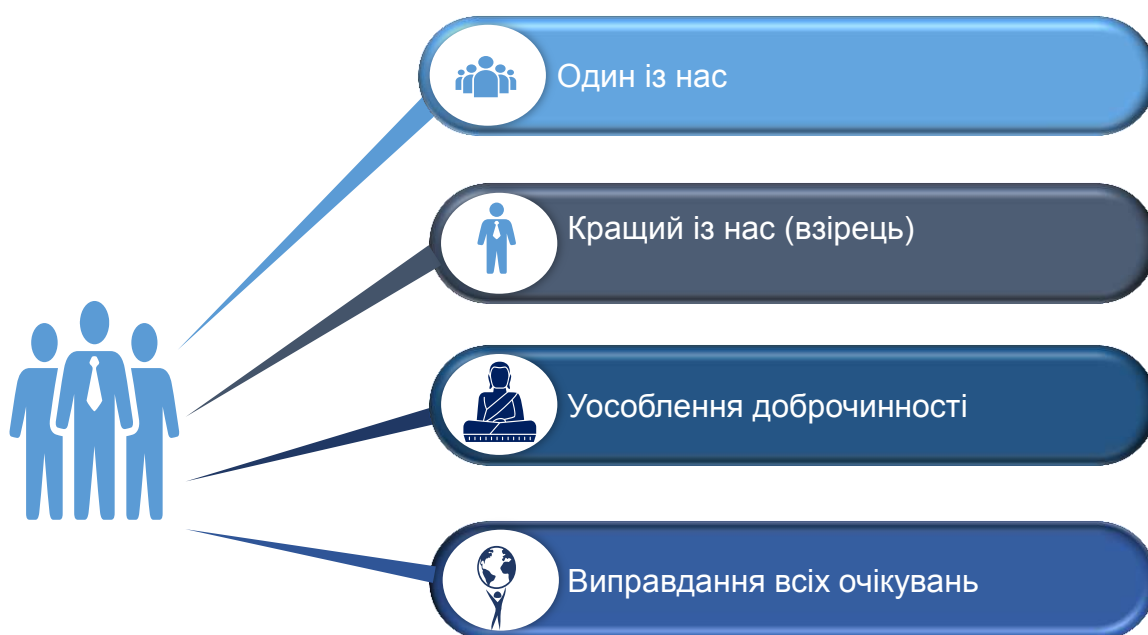 Один із нас
Кращий із нас (взірець)
Уособлення доброчинності
Виправдання всіх очікувань